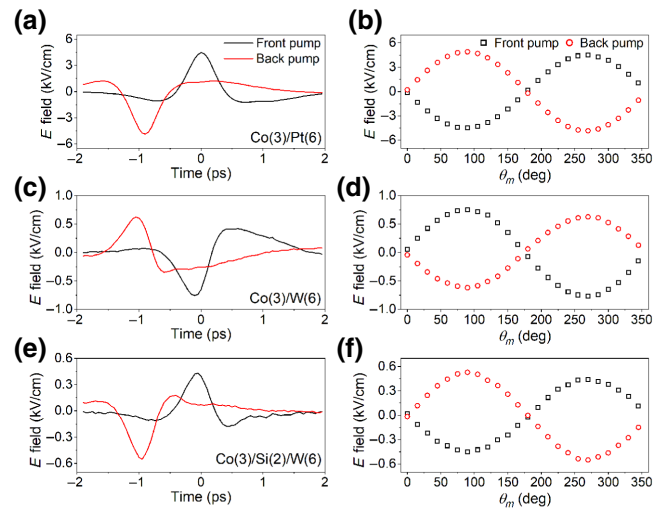 (a)
6
3
0
−3
−6
E field (kV/cm)
Front pump
Back pump
Co(3)/Pt(6)
−2 −1 0 1 2
Time (ps)
(b)
6
3
0
−3
−6
E field (kV/cm)
Front pump Back pump
0 50 100 150 200 250 300 350
θm (deg)
(c)
1.0
0.5
0.0
−0.5
−1.0
E field (kV/cm)
Co(3)/W(6)
−2 −1 0 1 2
Time (ps)
(d)
1.0
0.5
0.0
−0.5
−1.0
E field (kV/cm)
0 50 100 150 200 250 300 350
θm (deg)
(e)
0.6
0.3
0.0
−0.3
−0.6
E field (kV/cm)
Co(3)/Si(2)/W(6)
−2 −1 0 1 2
Time (ps)
(f)
0.6
0.3
0.0
−0.3
−0.6
E field (kV/cm)
0 50 100 150 200 250 300 350
θm (deg)